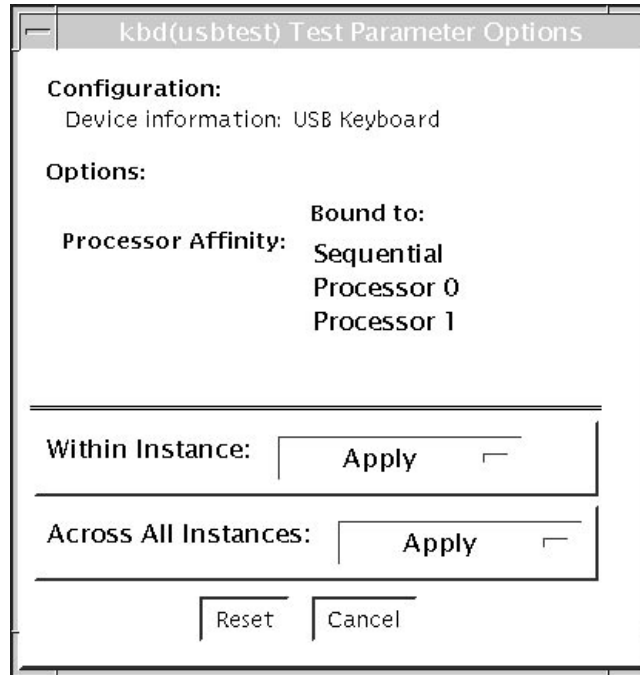 kbd(usbtest) Test Parameter Options
Configuration:
Device information: USB Keyboard
Options:
Bound to:
Processor Affinity:
Sequential
Processor 0
Processor 1
Within Instance: Apply
Across All Instances: Apply
Reset Cancel